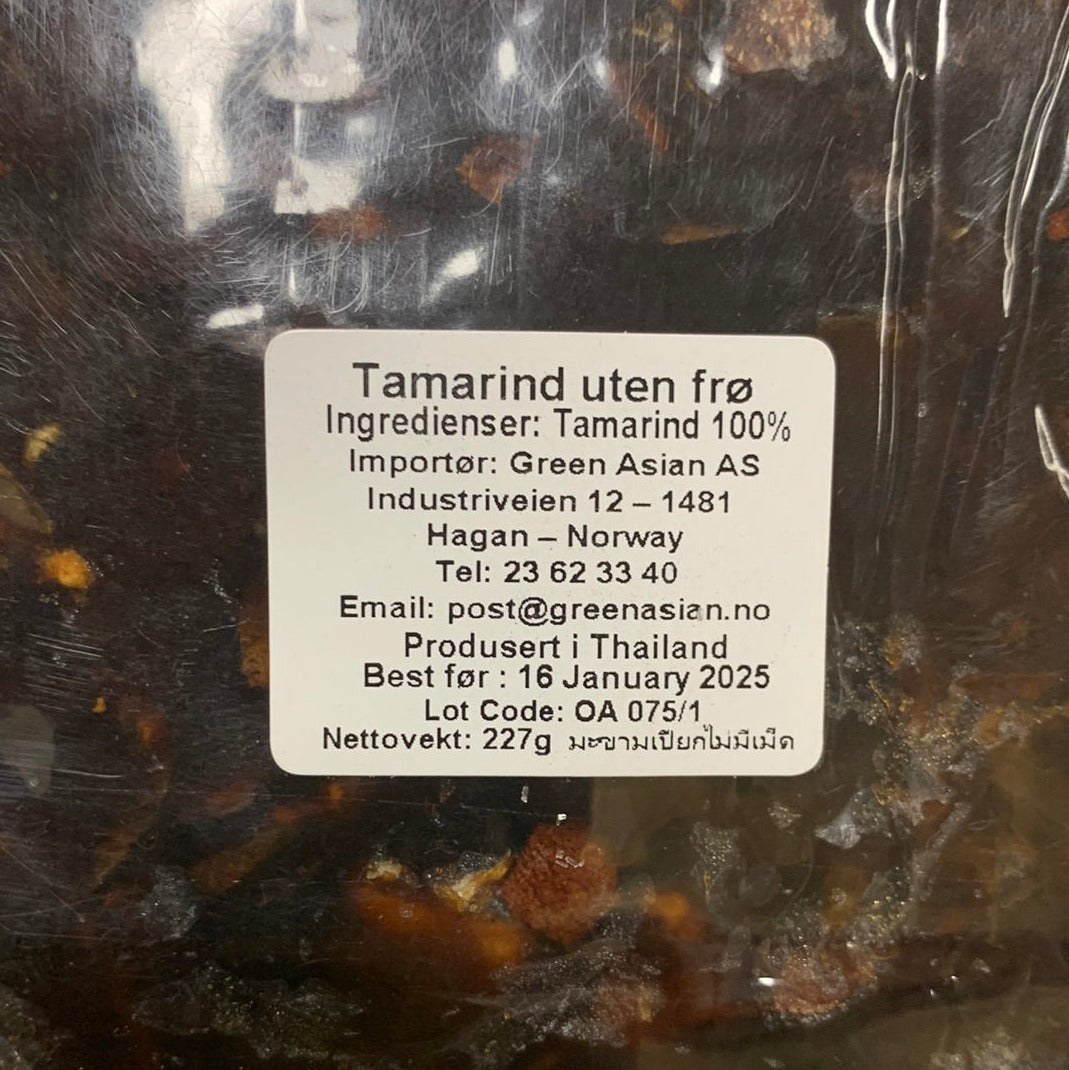 Tamarind uten frø
Ingredienser: Tamarind 100%
Importør: Green Asian AS
Industriveien 12 – 1481
Hagan – Norway
Tel: 23 62 33 40
Email: post@greenasian.no
Produsert i Thailand
Best før : 16 January 2025
Lot Code: OA 075/1
Nettovekt: 227g มะขามเปียกไม่มีเม็ด